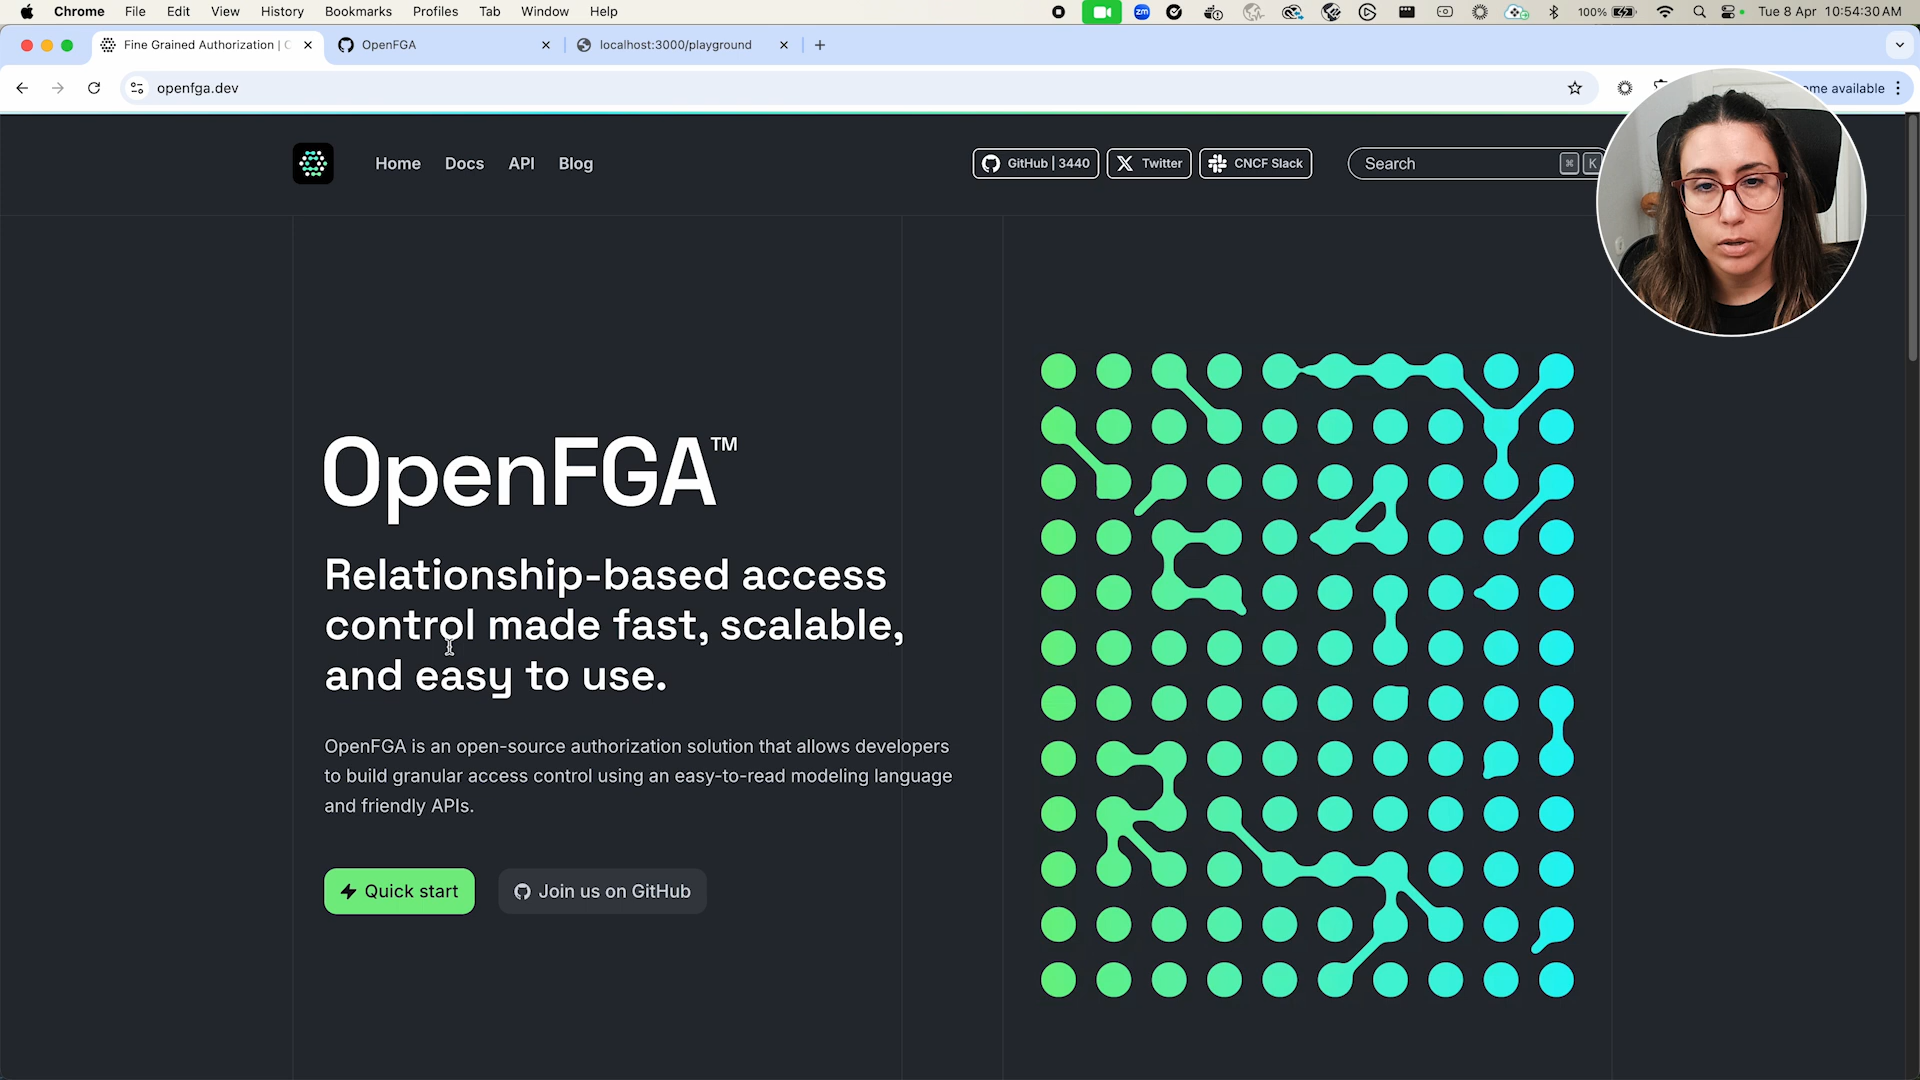 Chrome File Edit View History Bookmarks Profiles Tab Window Help zm 100% Tue 8 Apr 10:54:30 AM
Fine Grained Authorization | OpenFGA localhost:3000/playground
openfga.dev me available
Home Docs API Blog GitHub | 3440 Twitter CNCF Slack Search ⌘ K
OpenFGA™
Relationship-based access
control made fast, scalable,
and easy to use.
OpenFGA is an open-source authorization solution that allows developers
to build granular access control using an easy-to-read modeling language
and friendly APIs.
Quick start Join us on GitHub